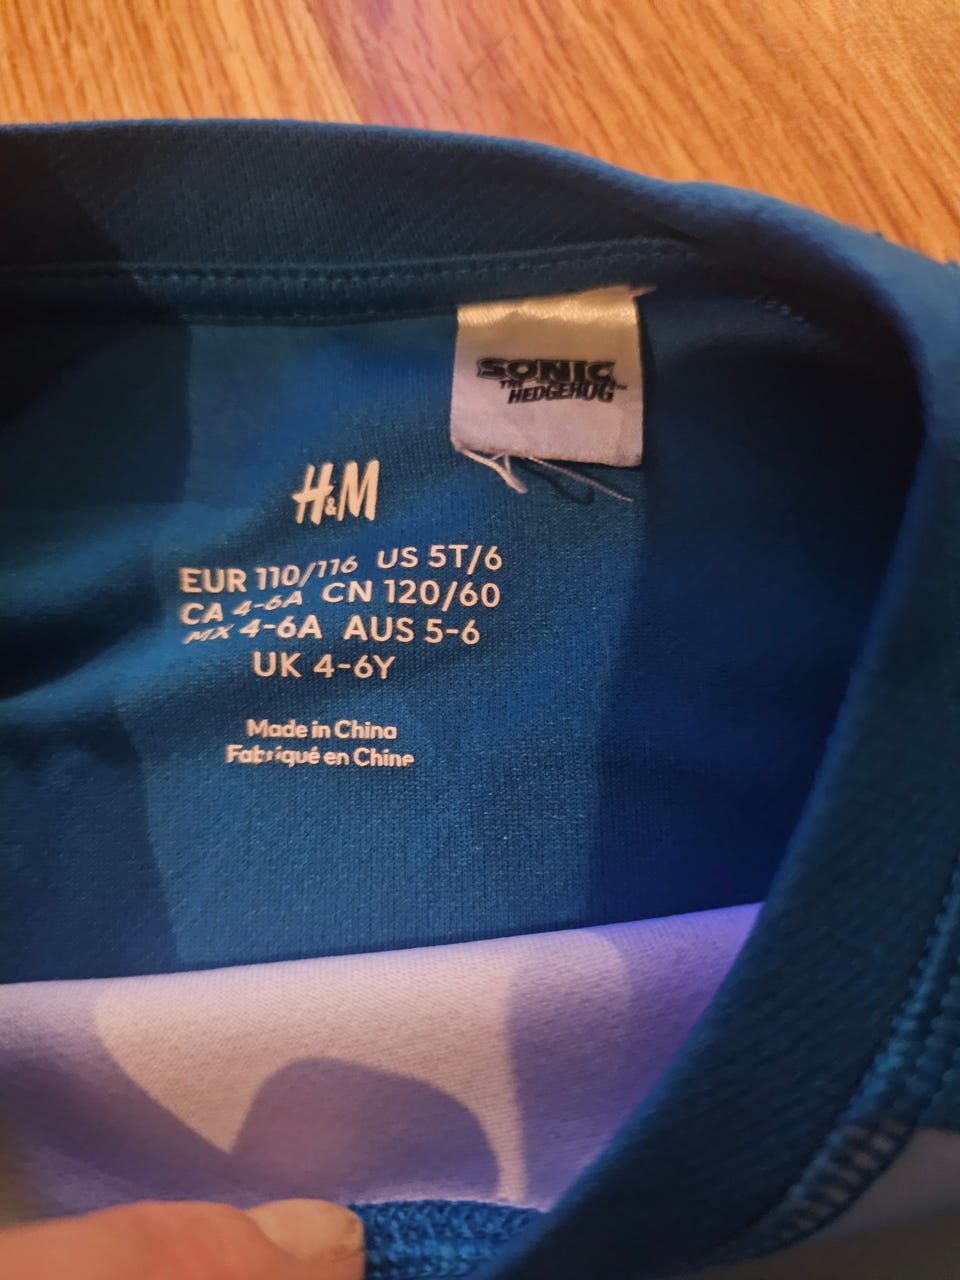 SONIC
THE
HEDGEHOG™
H&M
EUR 110/116 US 5T/6
CA 4-6A CN 120/60
MX 4-6A AUS 5-6
UK 4-6Y
Made in China
Fabriqué en Chine